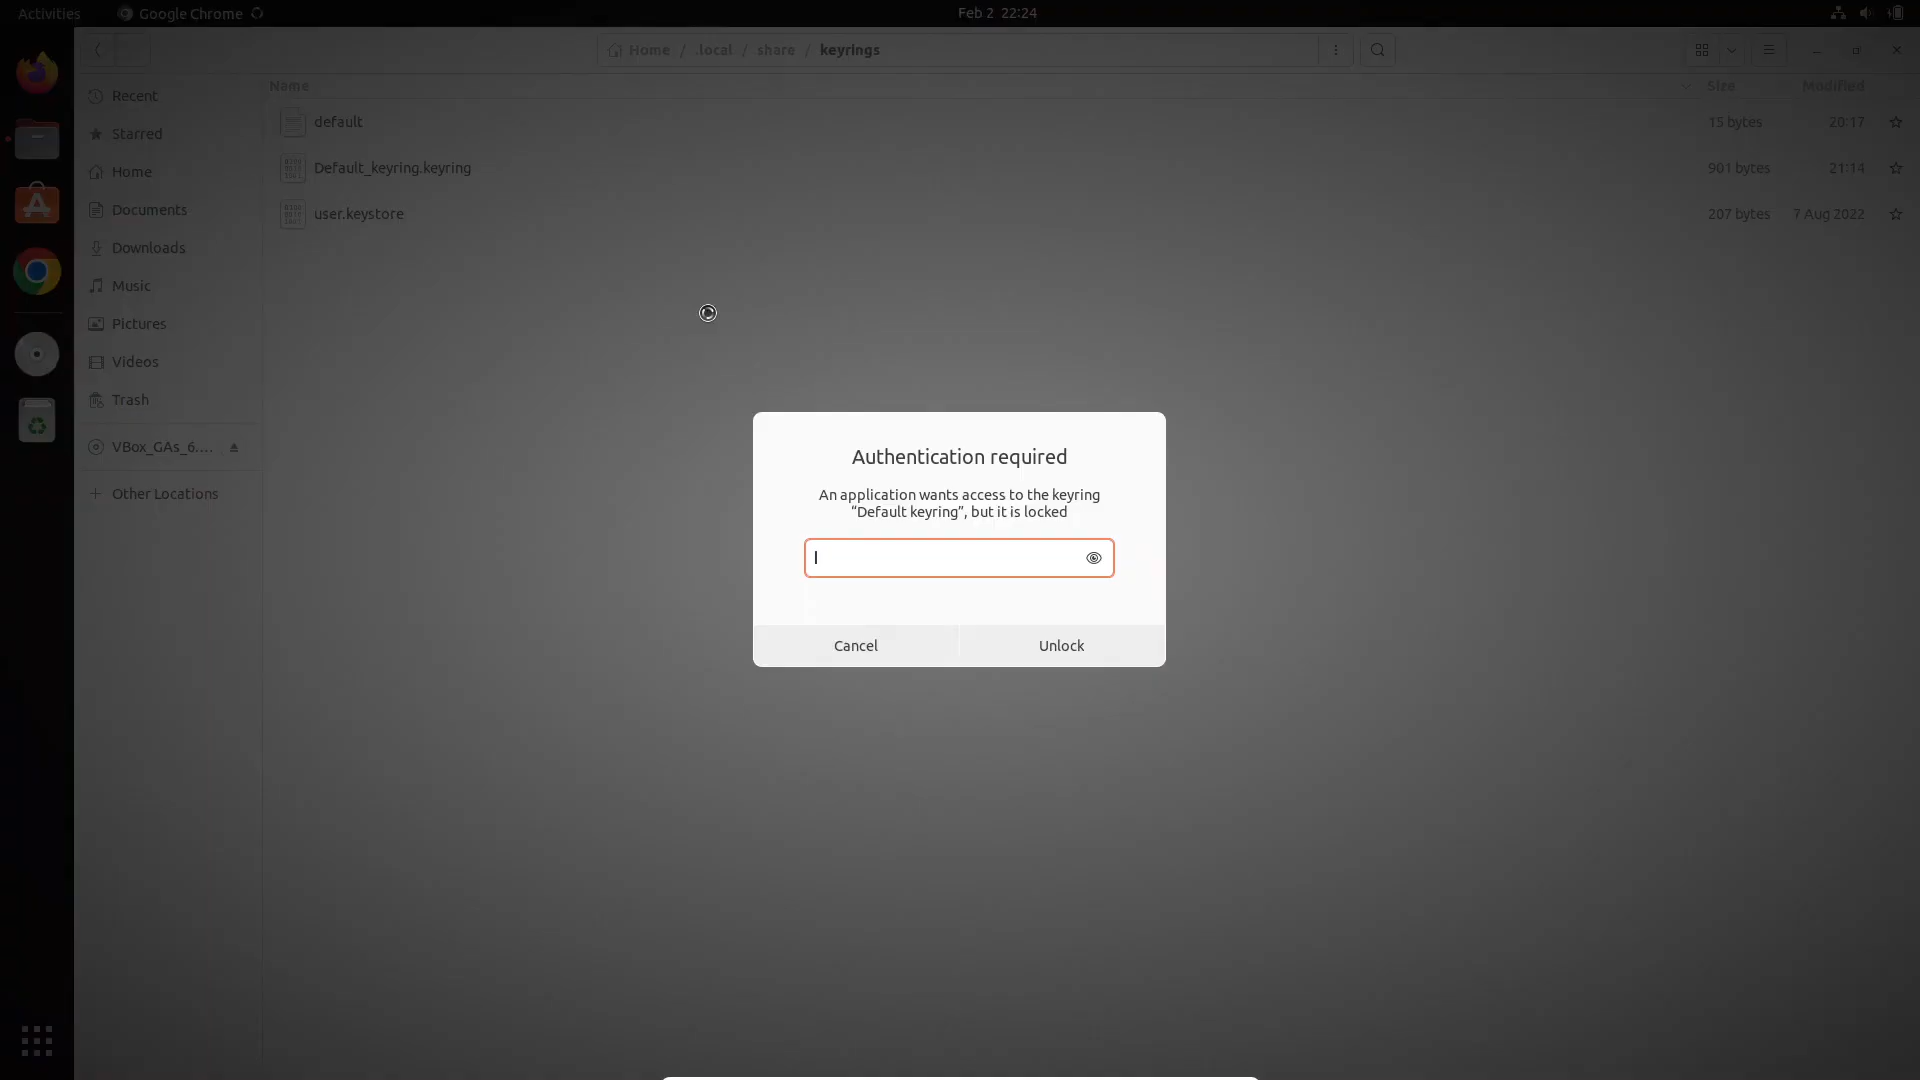 Activities
Google Chrome
Feb 2 22:24
Home / .local / share / keyrings
Name
Size
Modified
Recent
Starred
Home
Documents
Downloads
Music
Pictures
Videos
Trash
VBox_GAs_6....
Other Locations
default
15 bytes
20:17
Default_keyring.keyring
901 bytes
21:14
user.keystore
207 bytes
7 Aug 2022
Authentication required
An application wants access to the keyring
“Default keyring”, but it is locked
Cancel
Unlock